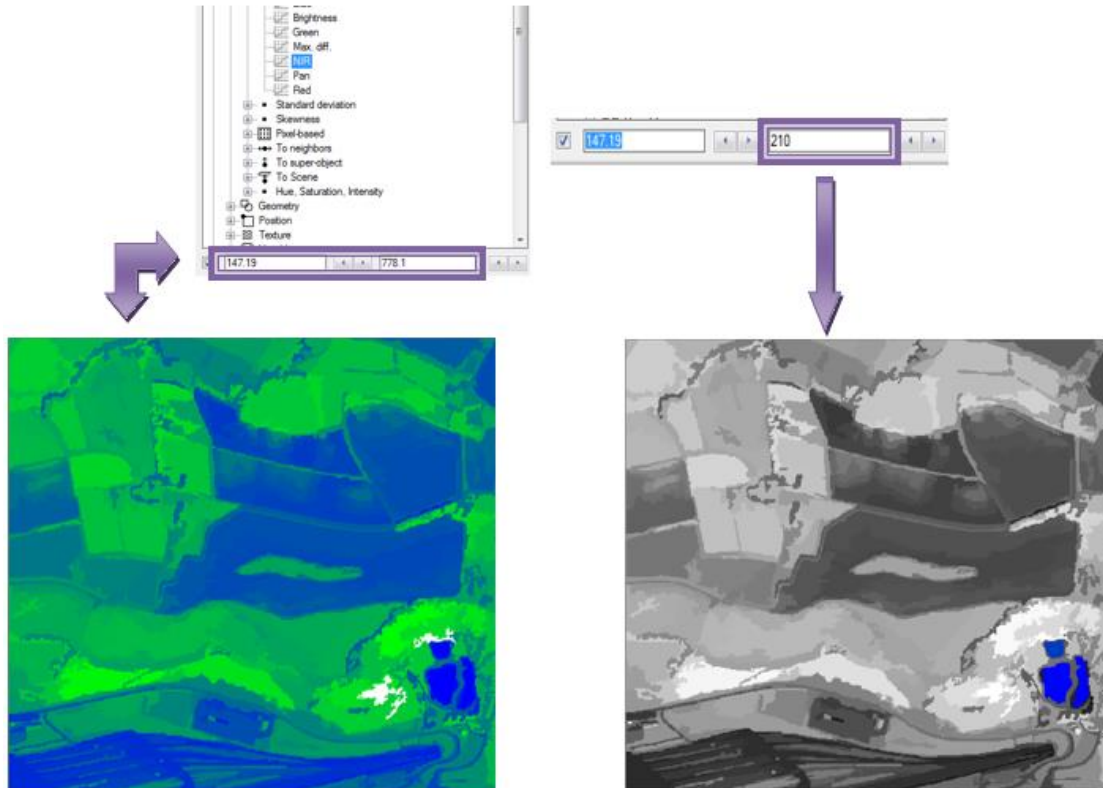 Brightness
Green
Max. diff.
NIR
Pan
Red
Standard deviation
Skewness
Pixel-based
To neighbors
To super-object
To Scene
Hue, Saturation, Intensity
Geometry
Position
Texture
147.19 778.1
147.19 210